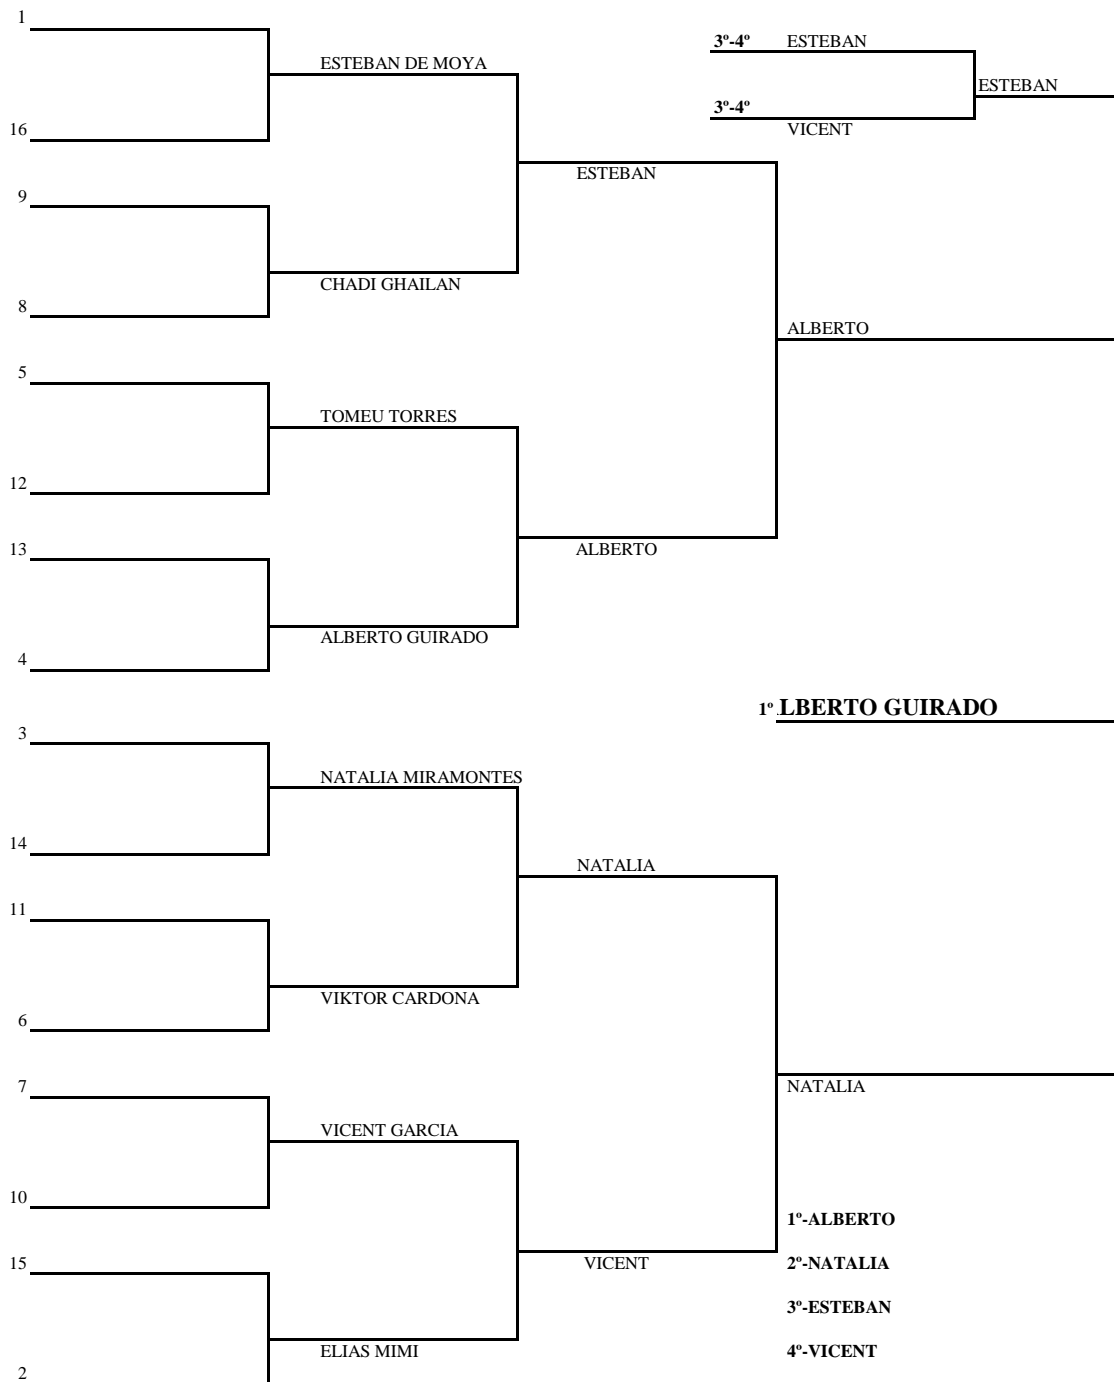 1
3º-4º ESTEBAN
ESTEBAN DE MOYA
ESTEBAN
3º-4º
VICENT
16
ESTEBAN
9
CHADI GHAILAN
8
ALBERTO
5
TOMEU TORRES
12
13
ALBERTO
ALBERTO GUIRADO
4
1º LBERTO GUIRADO
3
NATALIA MIRAMONTES
14
NATALIA
11
VIKTOR CARDONA
6
7
NATALIA
VICENT GARCIA
10
1º-ALBERTO
15
VICENT
2º-NATALIA
3º-ESTEBAN
ELIAS MIMI
4º-VICENT
2